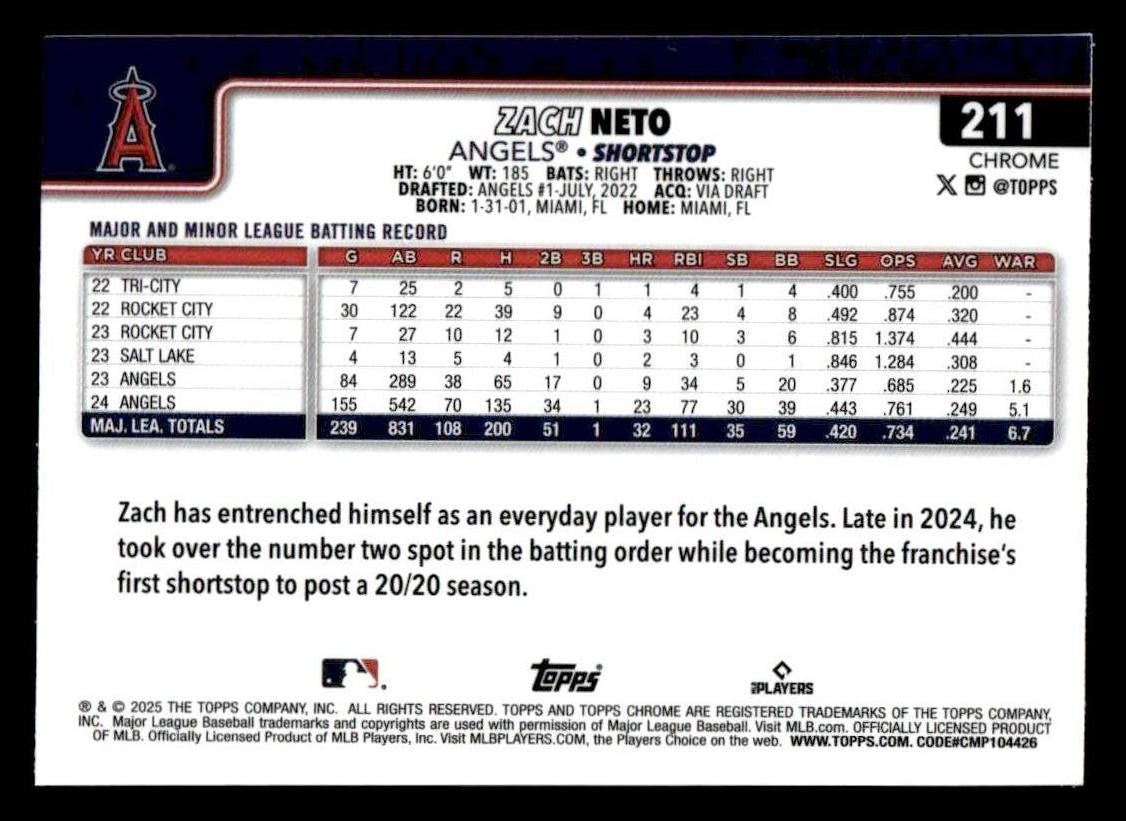 A
ZACH NETO
211
ANGELS® • SHORTSTOP
CHROME
HT: 6'0" WT: 185 BATS: RIGHT THROWS: RIGHT
DRAFTED: ANGELS #1-JULY, 2022 ACQ: VIA DRAFT
BORN: 1-31-01, MIAMI, FL HOME: MIAMI, FL
X @TOPPS
MAJOR AND MINOR LEAGUE BATTING RECORD
YR CLUB G AB R H 2B 3B HR RBI SB BB SLG OPS AVG WAR
22 TRI-CITY 7 25 2 5 0 1 1 4 1 4 .400 .755 .200 -
22 ROCKET CITY 30 122 22 39 9 0 4 23 4 8 .492 .874 .320 -
23 ROCKET CITY 7 27 10 12 1 0 3 10 3 6 .815 1.374 .444 -
23 SALT LAKE 4 13 5 4 1 0 2 3 0 1 .846 1.284 .308 -
23 ANGELS 84 289 38 65 17 0 9 34 5 20 .377 .685 .225 1.6
24 ANGELS 155 542 70 135 34 1 23 77 30 39 .443 .761 .249 5.1
MAJ. LEA. TOTALS 239 831 108 200 51 1 32 111 35 59 .420 .734 .241 6.7
Zach has entrenched himself as an everyday player for the Angels. Late in 2024, he
took over the number two spot in the batting order while becoming the franchise's
first shortstop to post a 20/20 season.
Topps®
PLAYERS
® & © 2025 THE TOPPS COMPANY, INC. ALL RIGHTS RESERVED. TOPPS AND TOPPS CHROME ARE REGISTERED TRADEMARKS OF THE TOPPS COMPANY,
INC. Major League Baseball trademarks and copyrights are used with permission of Major League Baseball. Visit MLB.com. OFFICIALLY LICENSED PRODUCT
OF MLB. Officially Licensed Product of MLB Players, Inc. Visit MLBPLAYERS.COM, the Players Choice on the web. WWW.TOPPS.COM. CODE#CMP104426